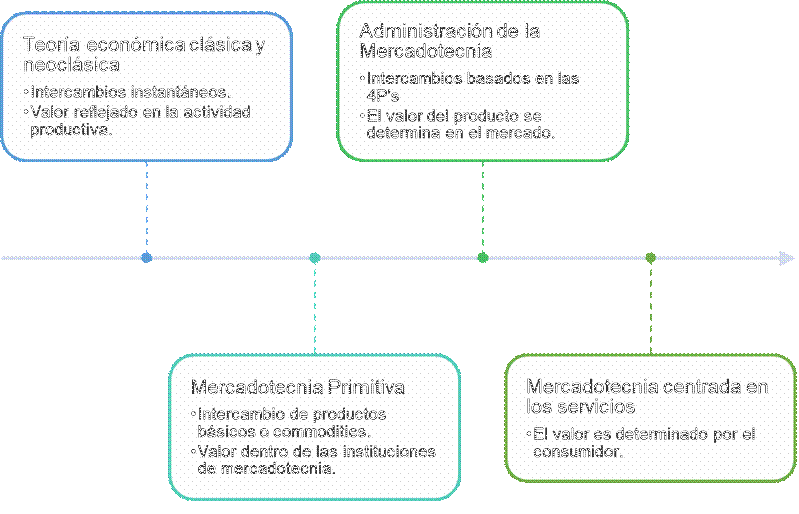 Teoría económica clásica y
neoclásica
◦Intercambios instantáneos.
◦Valor reflejado en la actividad
productiva.
Mercadotecnia Primitiva
◦Intercambio de productos
básicos o commodities.
◦Valor dentro de las instituciones
de mercadotecnia.
Administración de la
Mercadotecnia
◦Intercambios basados en las
4P's
◦El valor del producto se
determina en el mercado.
Mercadotecnia centrada en
los servicios
◦El valor es determinado por el
consumidor.